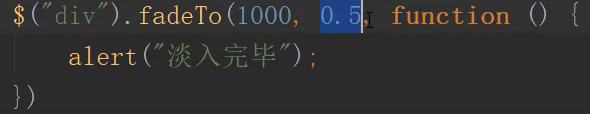 $("div").fadeTo(1000, 0.5, function () {
    alert("淡入完毕");
})